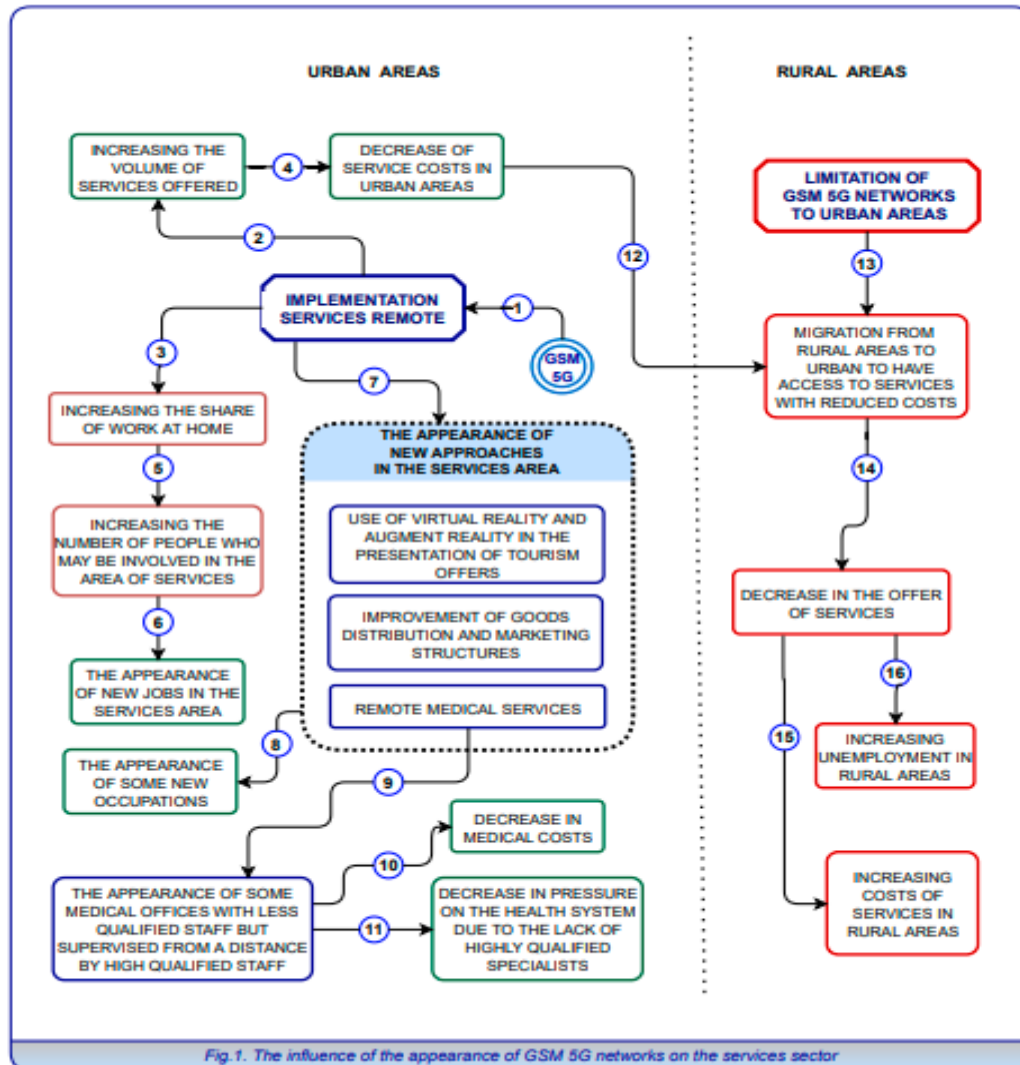 URBAN AREAS
RURAL AREAS
INCREASING THE
VOLUME OF
SERVICES OFFERED
4
DECREASE OF
SERVICE COSTS IN
URBAN AREAS
LIMITATION OF
GSM 5G NETWORKS
TO URBAN AREAS
2
12
13
IMPLEMENTATION
SERVICES REMOTE
1
GSM
5G
MIGRATION FROM
RURAL AREAS TO
URBAN TO HAVE
ACCESS TO SERVICES
WITH REDUCED COSTS
3
7
INCREASING THE SHARE
OF WORK AT HOME
THE APPEARANCE OF
NEW APPROACHES
IN THE SERVICES AREA
5
14
INCREASING THE
NUMBER OF PEOPLE WHO
MAY BE INVOLVED IN THE
AREA OF SERVICES
USE OF VIRTUAL REALITY AND
AUGMENT REALITY IN THE
PRESENTATION OF TOURISM
OFFERS
6
IMPROVEMENT OF GOODS
DISTRIBUTION AND MARKETING
STRUCTURES
DECREASE IN THE OFFER
OF SERVICES
THE APPEARANCE
OF NEW JOBS IN THE
SERVICES AREA
REMOTE MEDICAL SERVICES
16
15
8
THE APPEARANCE
OF SOME NEW
OCCUPATIONS
9
INCREASING
UNEMPLOYMENT IN
RURAL AREAS
DECREASE IN
MEDICAL COSTS
10
THE APPEARANCE OF SOME
MEDICAL OFFICES WITH LESS
QUALIFIED STAFF BUT
SUPERVISED FROM A DISTANCE
BY HIGH QUALIFIED STAFF
11
DECREASE IN PRESSURE
ON THE HEALTH SYSTEM
DUE TO THE LACK OF
HIGHLY QUALIFIED
SPECIALISTS
INCREASING
COSTS OF
SERVICES IN
RURAL AREAS
Fig.1. The influence of the appearance of GSM 5G networks on the services sector